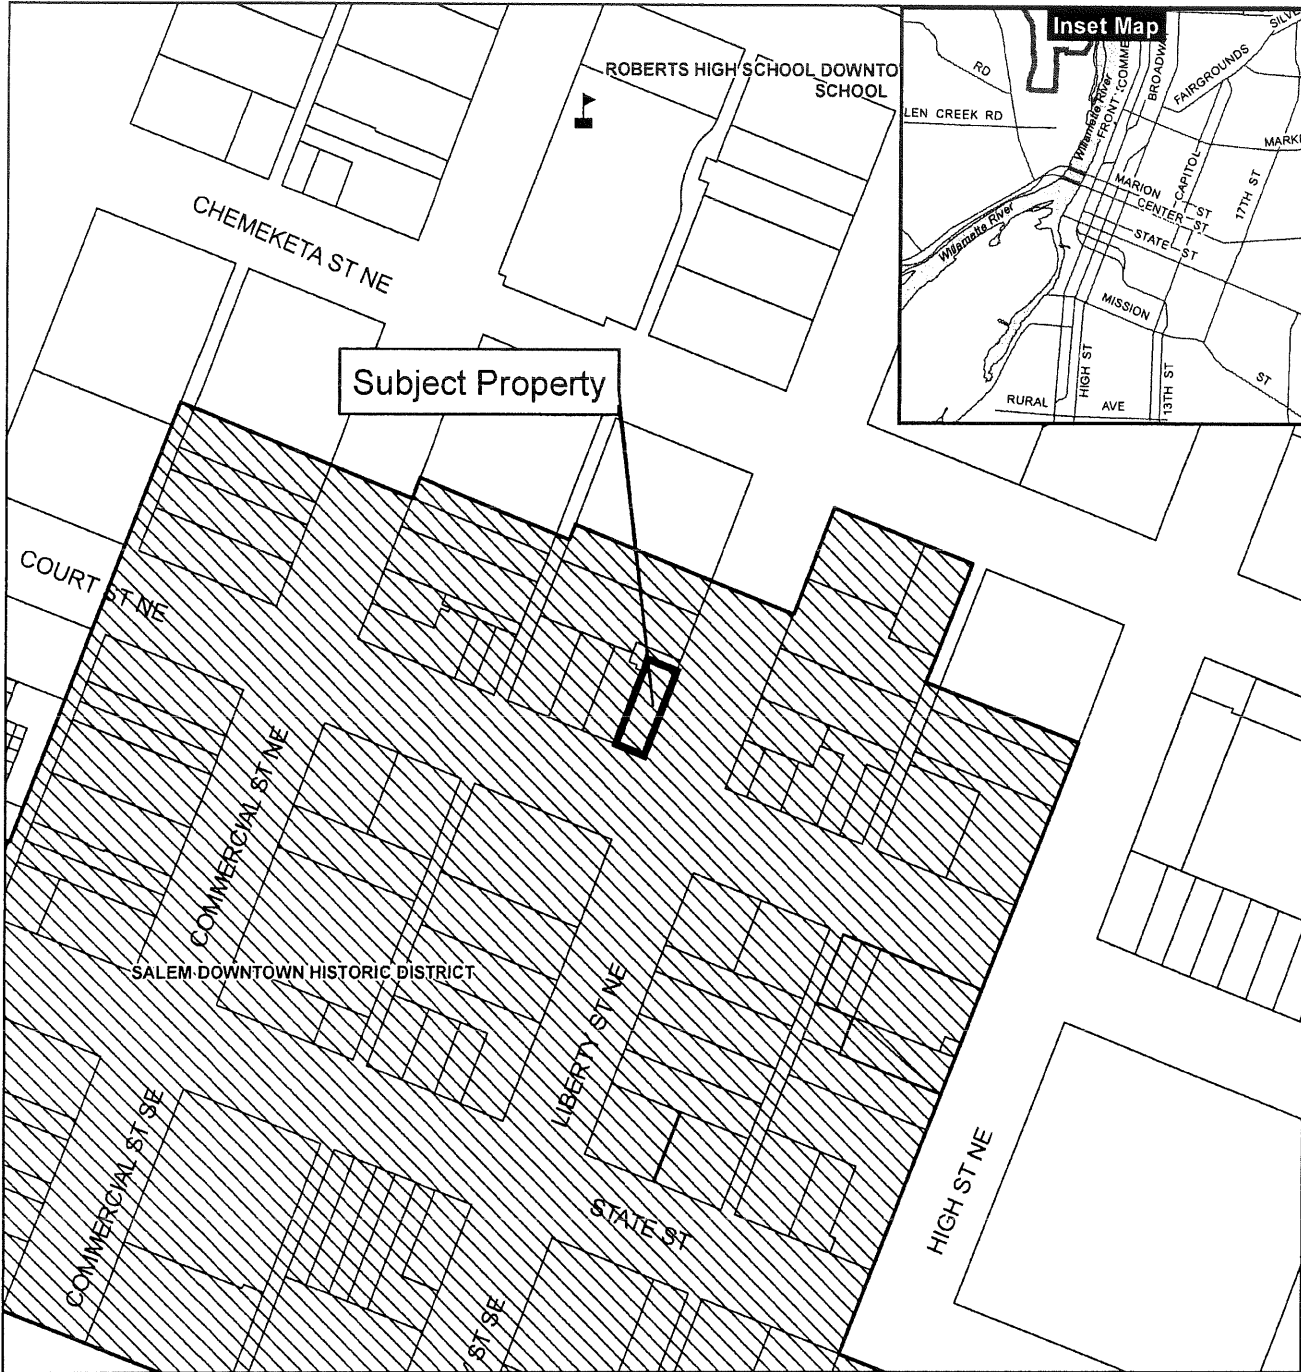 Inset Map
RD
LEN CREEK RD
Willamette River
FRONT
COMME
BROADWA
FAIRGROUNDS
SILVE
MARK
CAPITOL
17TH ST
MARION
ST
CENTER ST
STATE ST
Willamette River
MISSION
ST
HIGH ST
13TH ST
RURAL AVE
ROBERTS HIGH SCHOOL DOWNTO
SCHOOL
CHEMEKETA ST NE
Subject Property
COURT ST NE
COMMERCIAL ST NE
SALEM DOWNTOWN HISTORIC DISTRICT
LIBERTY ST NE
COMMERCIAL ST SE
STATE ST
HIGH ST NE
ST SE